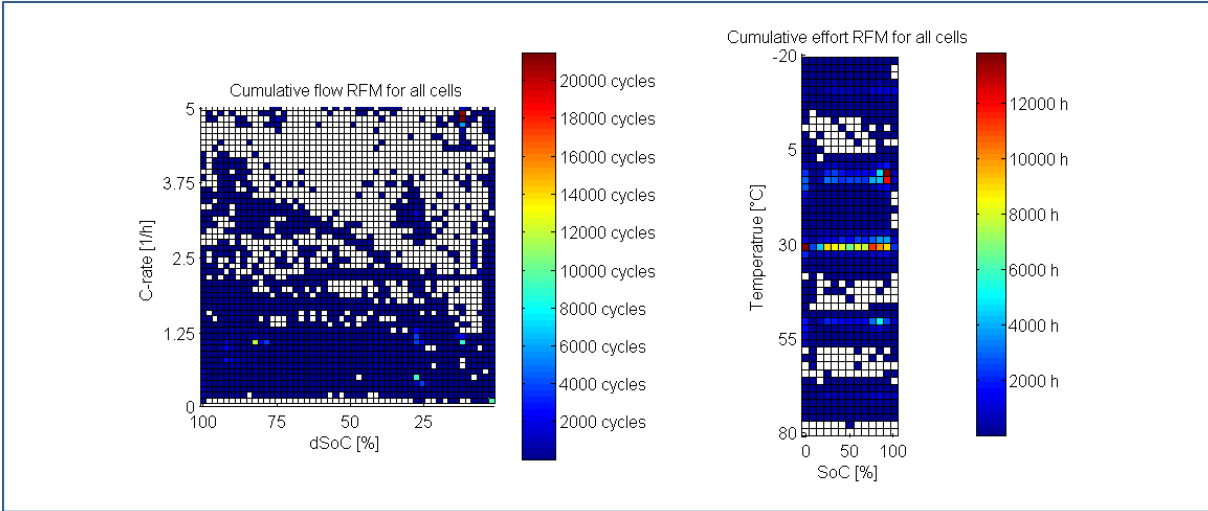 Cumulative flow RFM for all cells
5
3.75
2.5
1.25
0
C-rate [1/h]
100
75
50
25
dSoC [%]
20000 cycles
18000 cycles
16000 cycles
14000 cycles
12000 cycles
10000 cycles
8000 cycles
6000 cycles
4000 cycles
2000 cycles
Cumulative effort RFM for all cells
-20
5
30
55
80
Temperatrue [°C]
0
50
100
SoC [%]
12000 h
10000 h
8000 h
6000 h
4000 h
2000 h